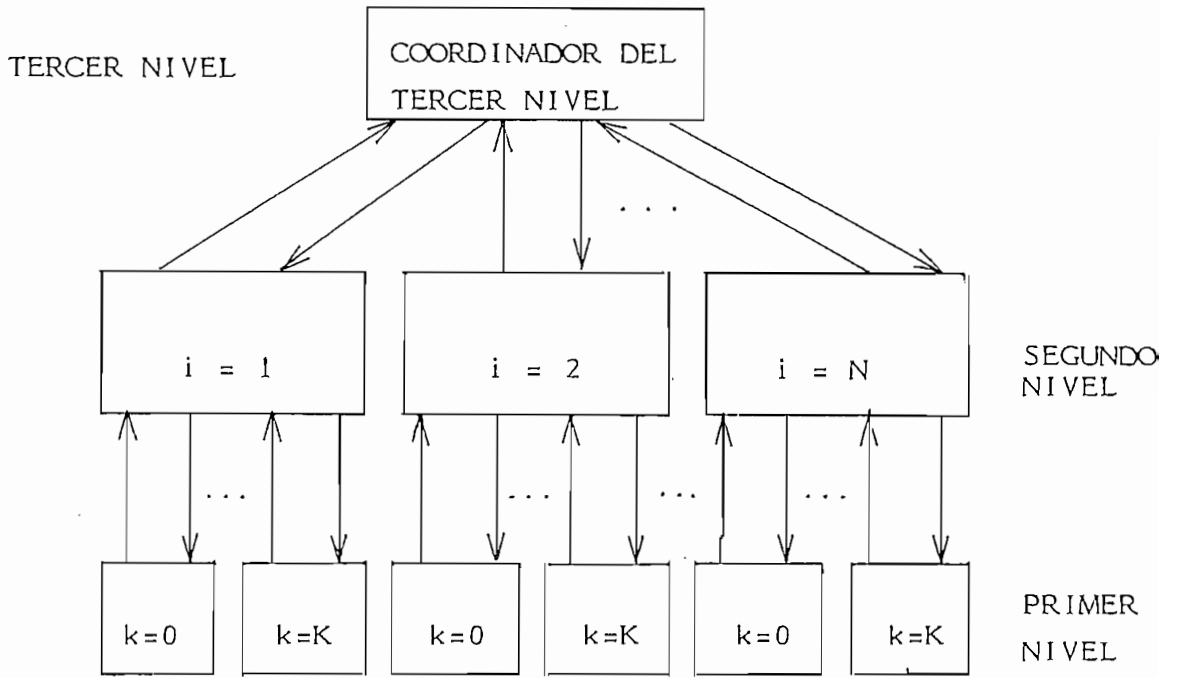 TERCER NIVEL
COORDINADOR DEL
TERCER NIVEL
. . .
i = 1
i = 2
i = N
SEGUNDO
NIVEL
...
...
...
...
k=0
k=K
k=0
k=K
k=0
k=K
PRIMER
NIVEL